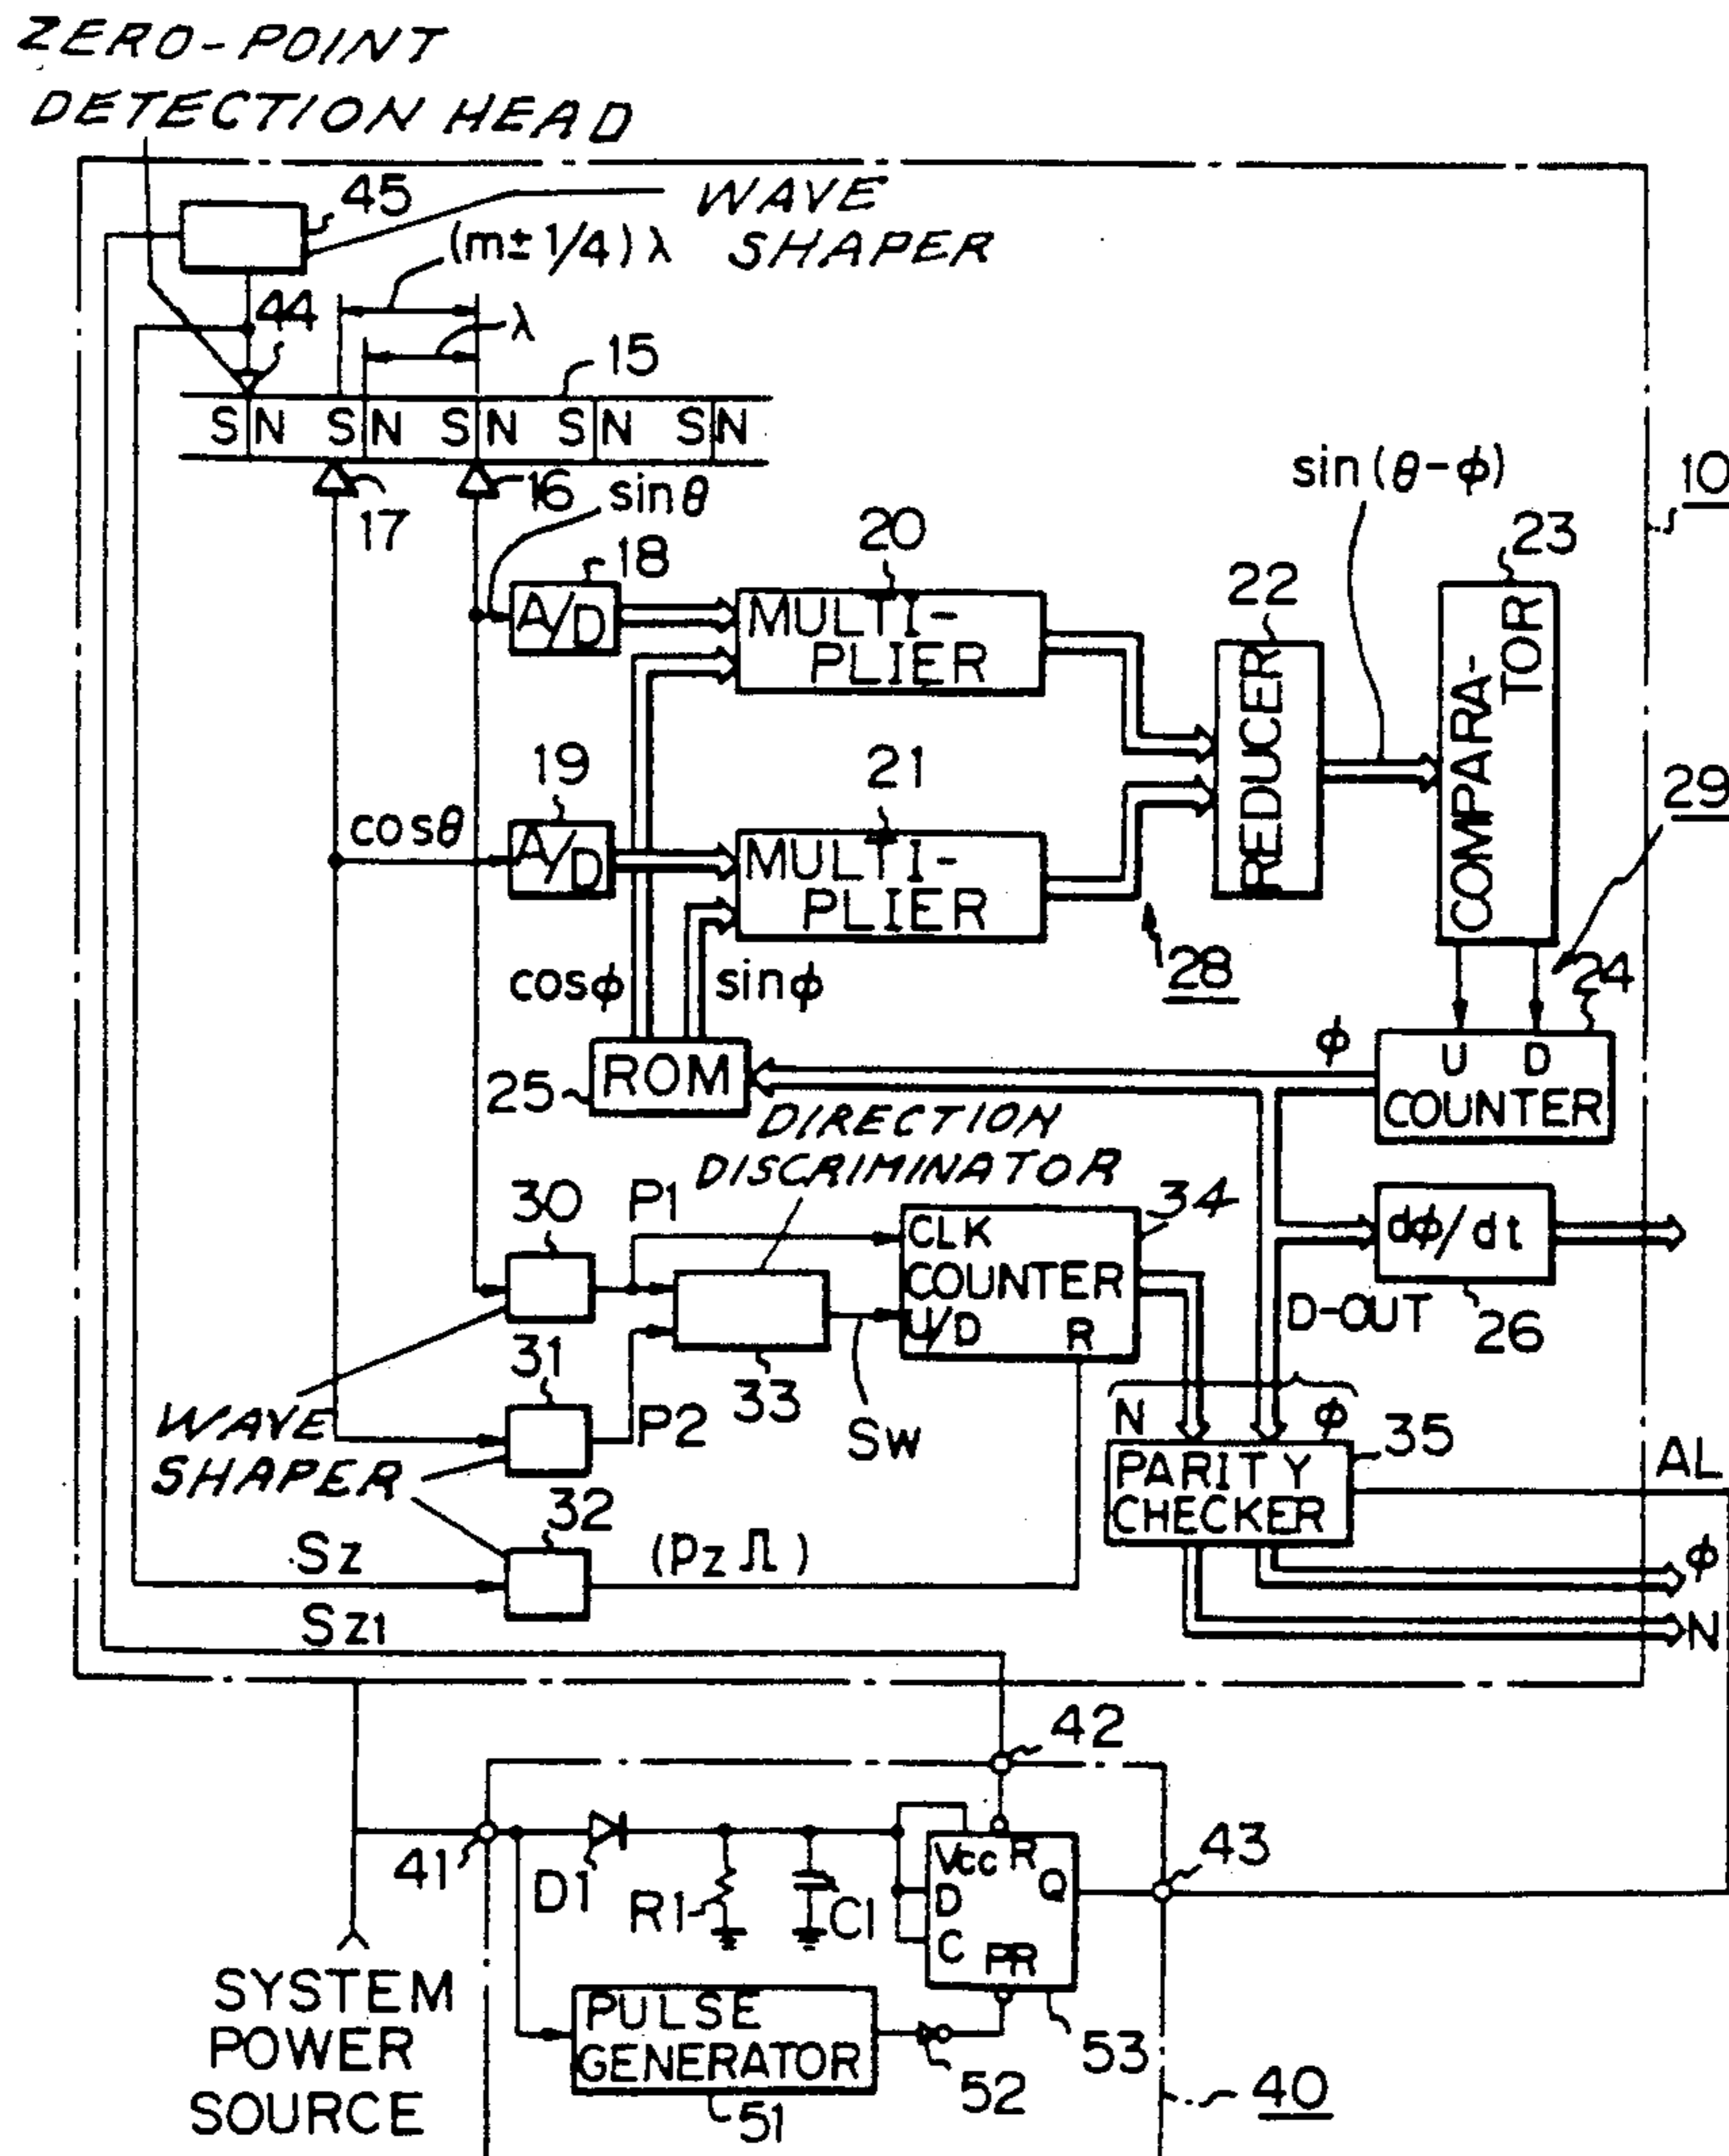 ZERO-POINT
DETECTION HEAD
45
WAVE
SHAPER
(m±1/4)λ
44
λ
15
S N S N S N S N S N
17
16
sinθ
sin(θ-ϕ)
10
18
A/D
20
MULTI-
PLIER
22
REDUCER
23
COMPARA-
TOR
19
cosθ
A/D
21
MULTI-
PLIER
29
28
24
cosϕ
sinϕ
ϕ
U D
COUNTER
25
ROM
DIRECTION
DISCRIMINATOR
30
P1
34
CLK
COUNTER
U/D R
dϕ/dt
26
D-OUT
31
33
Sw
P2
WAVE
SHAPER
N ϕ
35
PARITY
CHECKER
AL
32
Sz
(Pz )
ϕ
N
Sz1
42
41
D1
R1
C1
Vcc R
D Q
C PR
43
SYSTEM
POWER
SOURCE
PULSE
GENERATOR
51
52
53
40